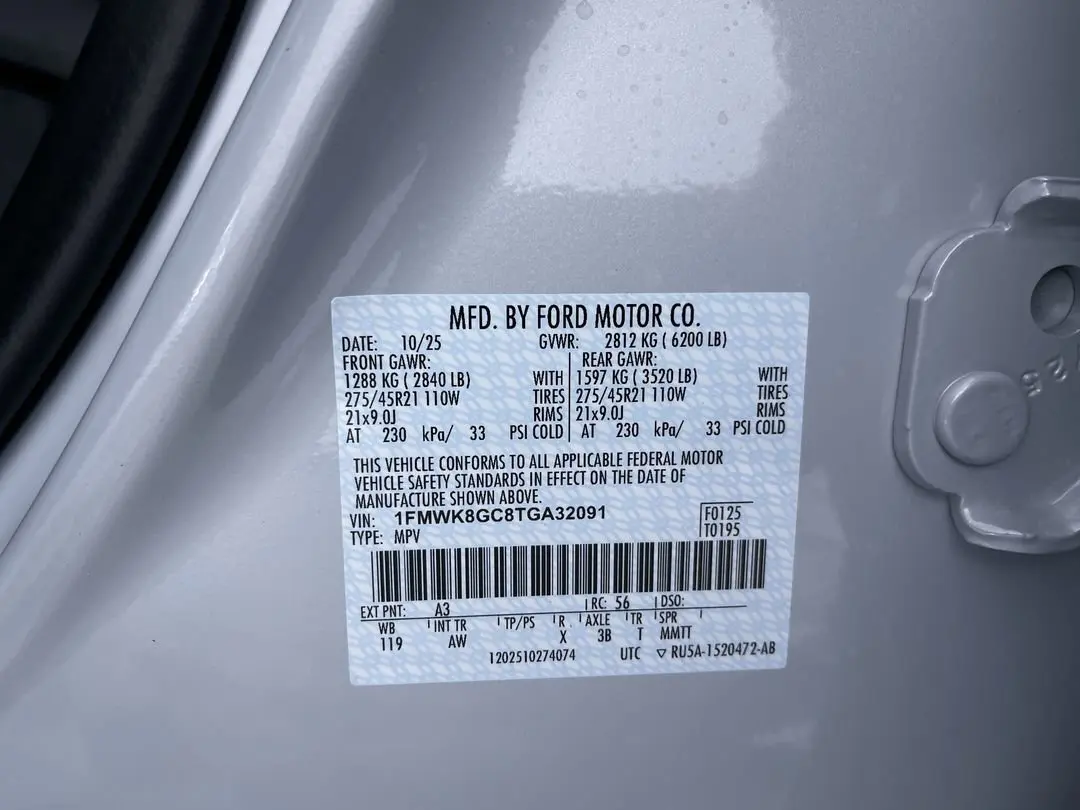 MFD. BY FORD MOTOR CO.
DATE: 10/25 GVWR: 2812 KG ( 6200 LB)
FRONT GAWR: REAR GAWR:
1288 KG ( 2840 LB) WITH 1597 KG ( 3520 LB) WITH
275/45R21 110W TIRES 275/45R21 110W TIRES
21x9.0J RIMS 21x9.0J RIMS
AT 230 kPa/ 33 PSI COLD AT 230 kPa/ 33 PSI COLD
THIS VEHICLE CONFORMS TO ALL APPLICABLE FEDERAL MOTOR
VEHICLE SAFETY STANDARDS IN EFFECT ON THE DATE OF
MANUFACTURE SHOWN ABOVE.
VIN: 1FMWK8GC8TGA32091 F0125
TYPE: MPV T0195
EXT PNT: A3 RC: 56 DSO:
WB INT TR TP/PS R AXLE TR SPR
119 AW X 3B T MMTT
1202510274074 UTC ▽ RU5A-1520472-AB